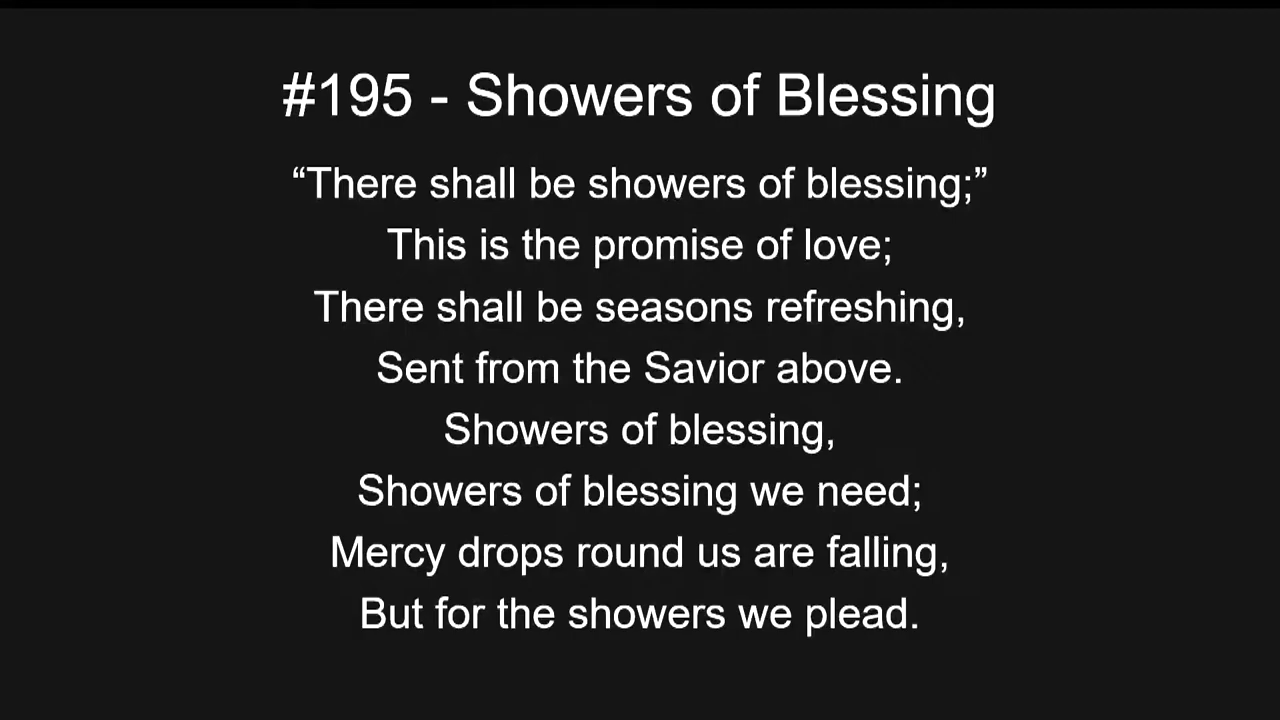 #195 - Showers of Blessing
“There shall be showers of blessing;”
This is the promise of love;
There shall be seasons refreshing,
Sent from the Savior above.
Showers of blessing,
Showers of blessing we need;
Mercy drops round us are falling,
But for the showers we plead.